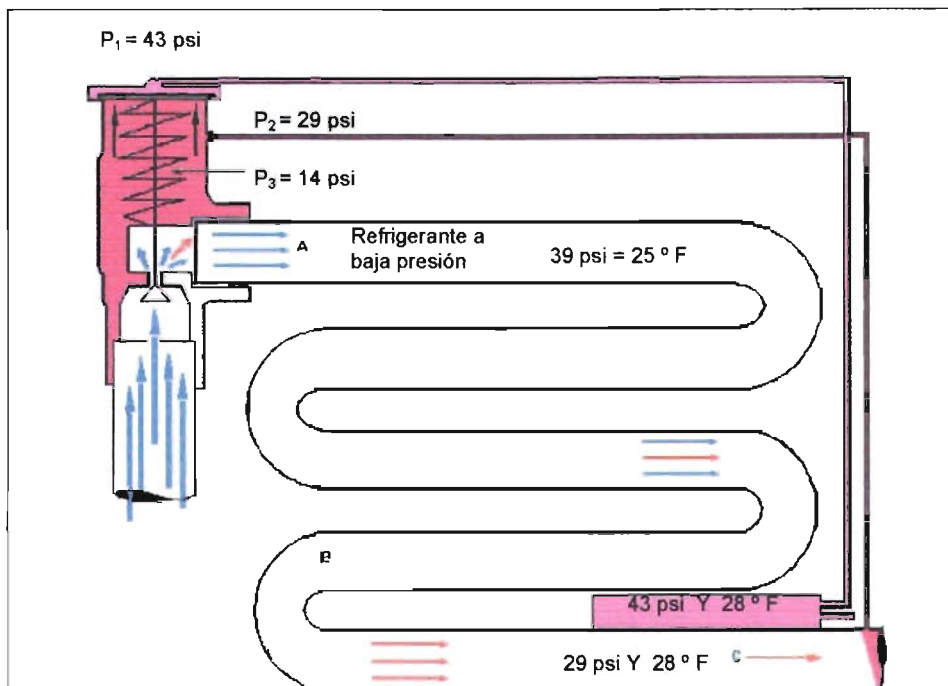 P₁ = 43 psi
P₂ = 29 psi
P₃ = 14 psi
A
Refrigerante a
baja presión
39 psi = 25 º F
B
43 psi Y 28 º F
29 psi Y 28 º F
C